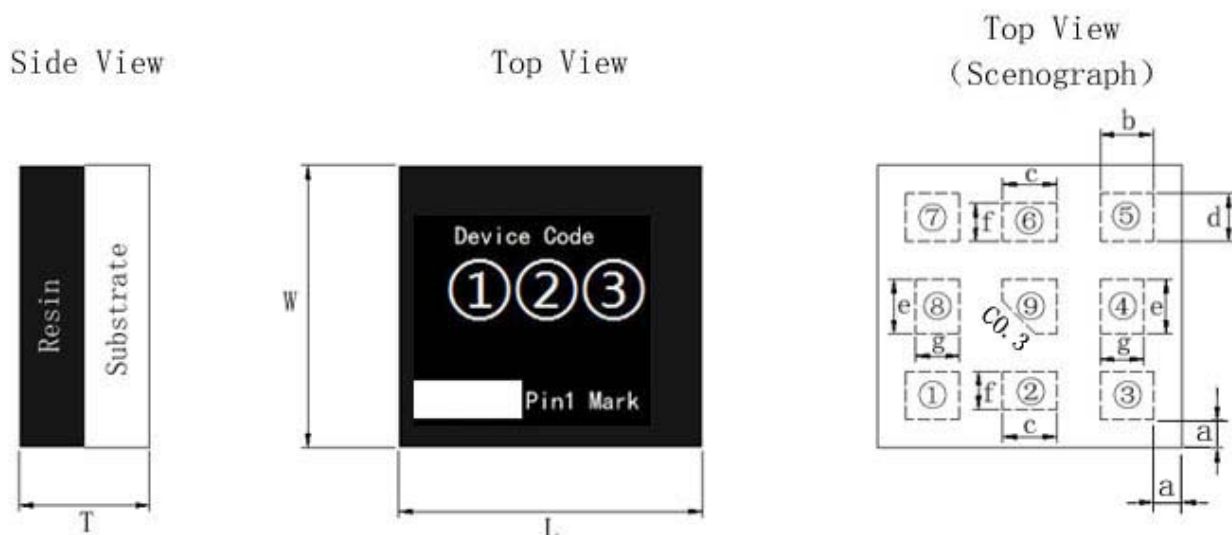 Side View
Top View
Top View
（Scenograph）
Resin
Substrate
T
W
Device Code
①②③
Pin1 Mark
L
b
c
⑦
f
⑥
⑤
d
e
⑧
⑨
④
e
g
C0.3
g
①
f
②
③
c
a
a